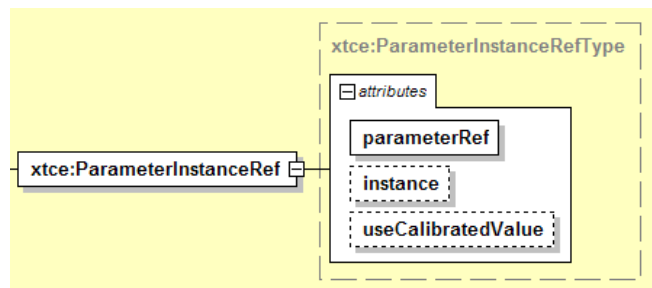 xtce:ParameterInstanceRefType
attributes
parameterRef
xtce:ParameterInstanceRef
instance
useCalibratedValue